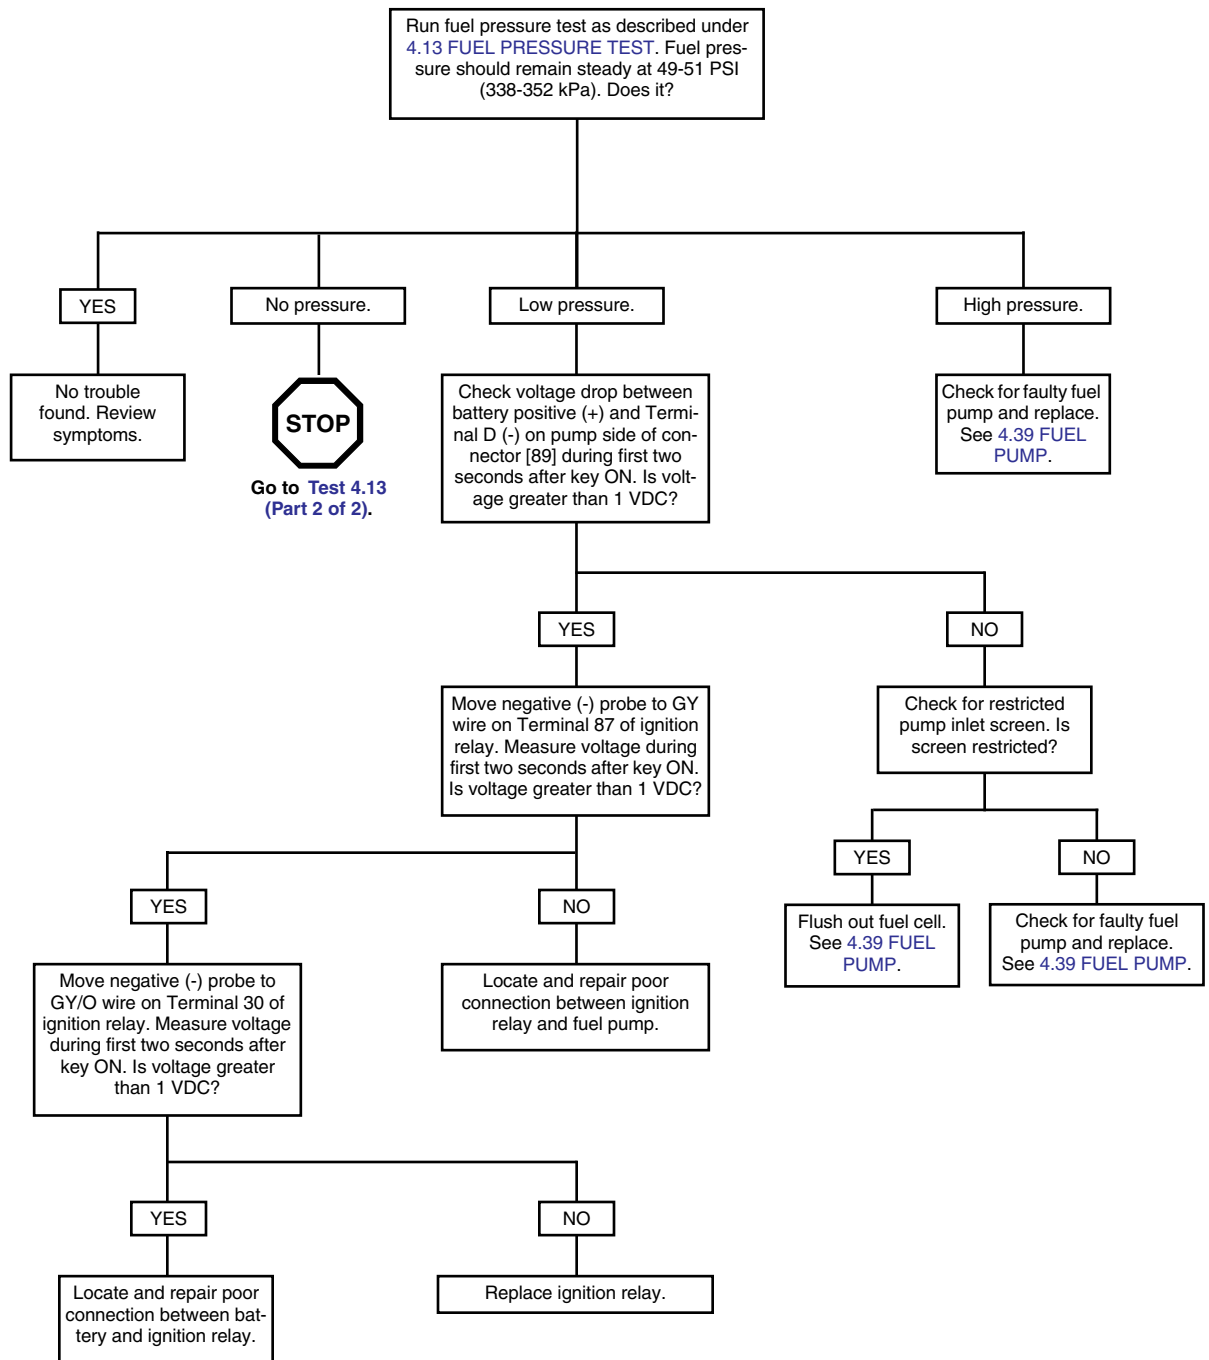 Run fuel pressure test as described under
4.13 FUEL PRESSURE TEST. Fuel pres-
sure should remain steady at 49-51 PSI
(338-352 kPa). Does it?
YES
No pressure.
Low pressure.
High pressure.
No trouble
found. Review
symptoms.
STOP
Go to Test 4.13
(Part 2 of 2).
Check voltage drop between
battery positive (+) and Termi-
nal D (-) on pump side of con-
nector [89] during first two
seconds after key ON. Is volt-
age greater than 1 VDC?
Check for faulty fuel
pump and replace.
See 4.39 FUEL
PUMP.
YES
NO
Move negative (-) probe to GY
wire on Terminal 87 of ignition
relay. Measure voltage during
first two seconds after key ON.
Is voltage greater than 1 VDC?
Check for restricted
pump inlet screen. Is
screen restricted?
YES
NO
YES
NO
Flush out fuel cell.
See 4.39 FUEL
PUMP.
Check for faulty fuel
pump and replace.
See 4.39 FUEL PUMP.
Move negative (-) probe to
GY/O wire on Terminal 30 of
ignition relay. Measure voltage
during first two seconds after
key ON. Is voltage greater
than 1 VDC?
Locate and repair poor
connection between ignition
relay and fuel pump.
YES
NO
Locate and repair poor
connection between bat-
tery and ignition relay.
Replace ignition relay.